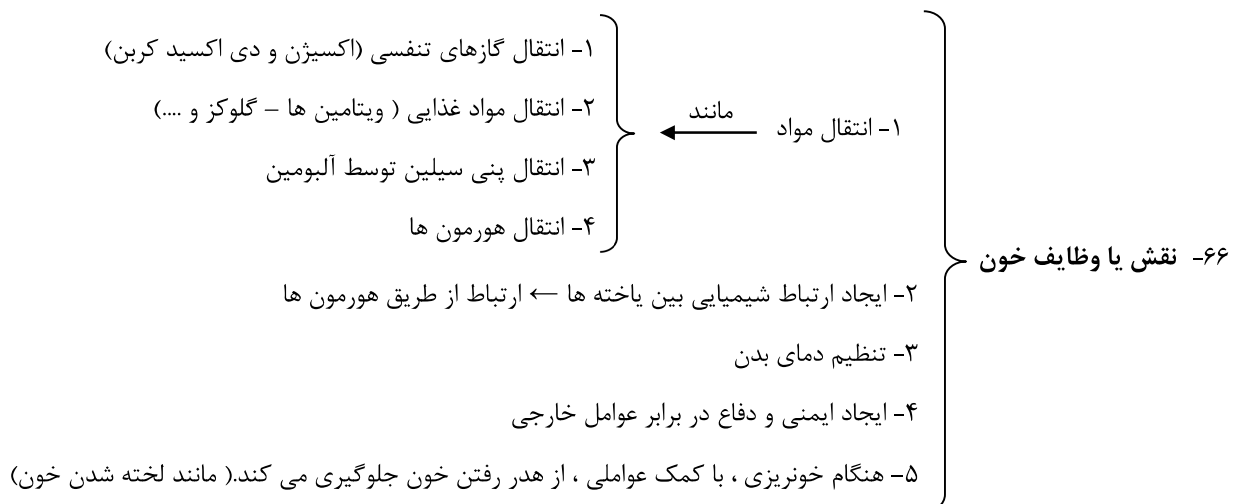 ۶۶- نقش یا وظایف خون
۱- انتقال مواد
مانند
۱- انتقال گازهای تنفسی (اکسیژن و دی اکسید کربن)
۲- انتقال مواد غذایی ( ویتامین ها – گلوکز و ....)
۳- انتقال پنی سیلین توسط آلبومین
۴- انتقال هورمون ها
۲- ایجاد ارتباط شیمیایی بین یاخته ها ← ارتباط از طریق هورمون ها
۳- تنظیم دمای بدن
۴- ایجاد ایمنی و دفاع در برابر عوامل خارجی
۵- هنگام خونریزی ، با کمک عواملی ، از هدر رفتن خون جلوگیری می کند.( مانند لخته شدن خون)